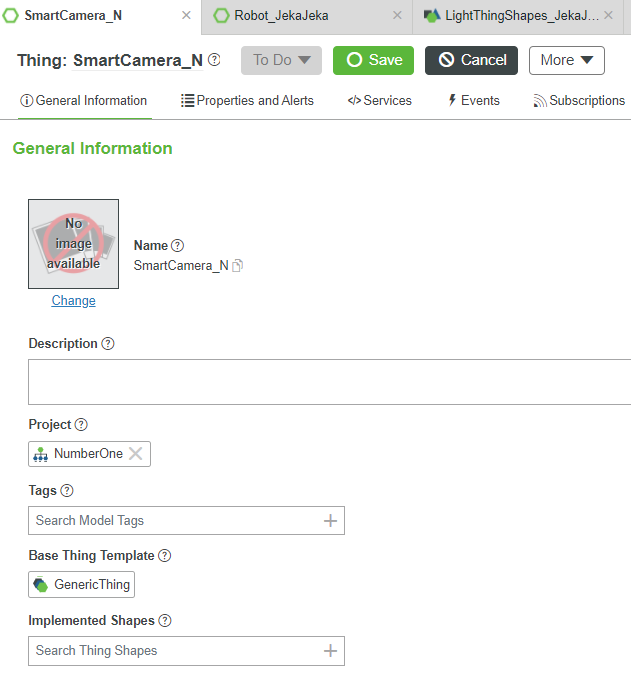 SmartCamera_N
Robot_JekaJeka
LightThingShapes_JekaJ...
Thing: SmartCamera_N
To Do
Save
Cancel
More
General Information
Properties and Alerts
Services
Events
Subscriptions
General Information
No
image
available
Change
Name
SmartCamera_N
Description
Project
NumberOne
Tags
Search Model Tags
Base Thing Template
GenericThing
Implemented Shapes
Search Thing Shapes